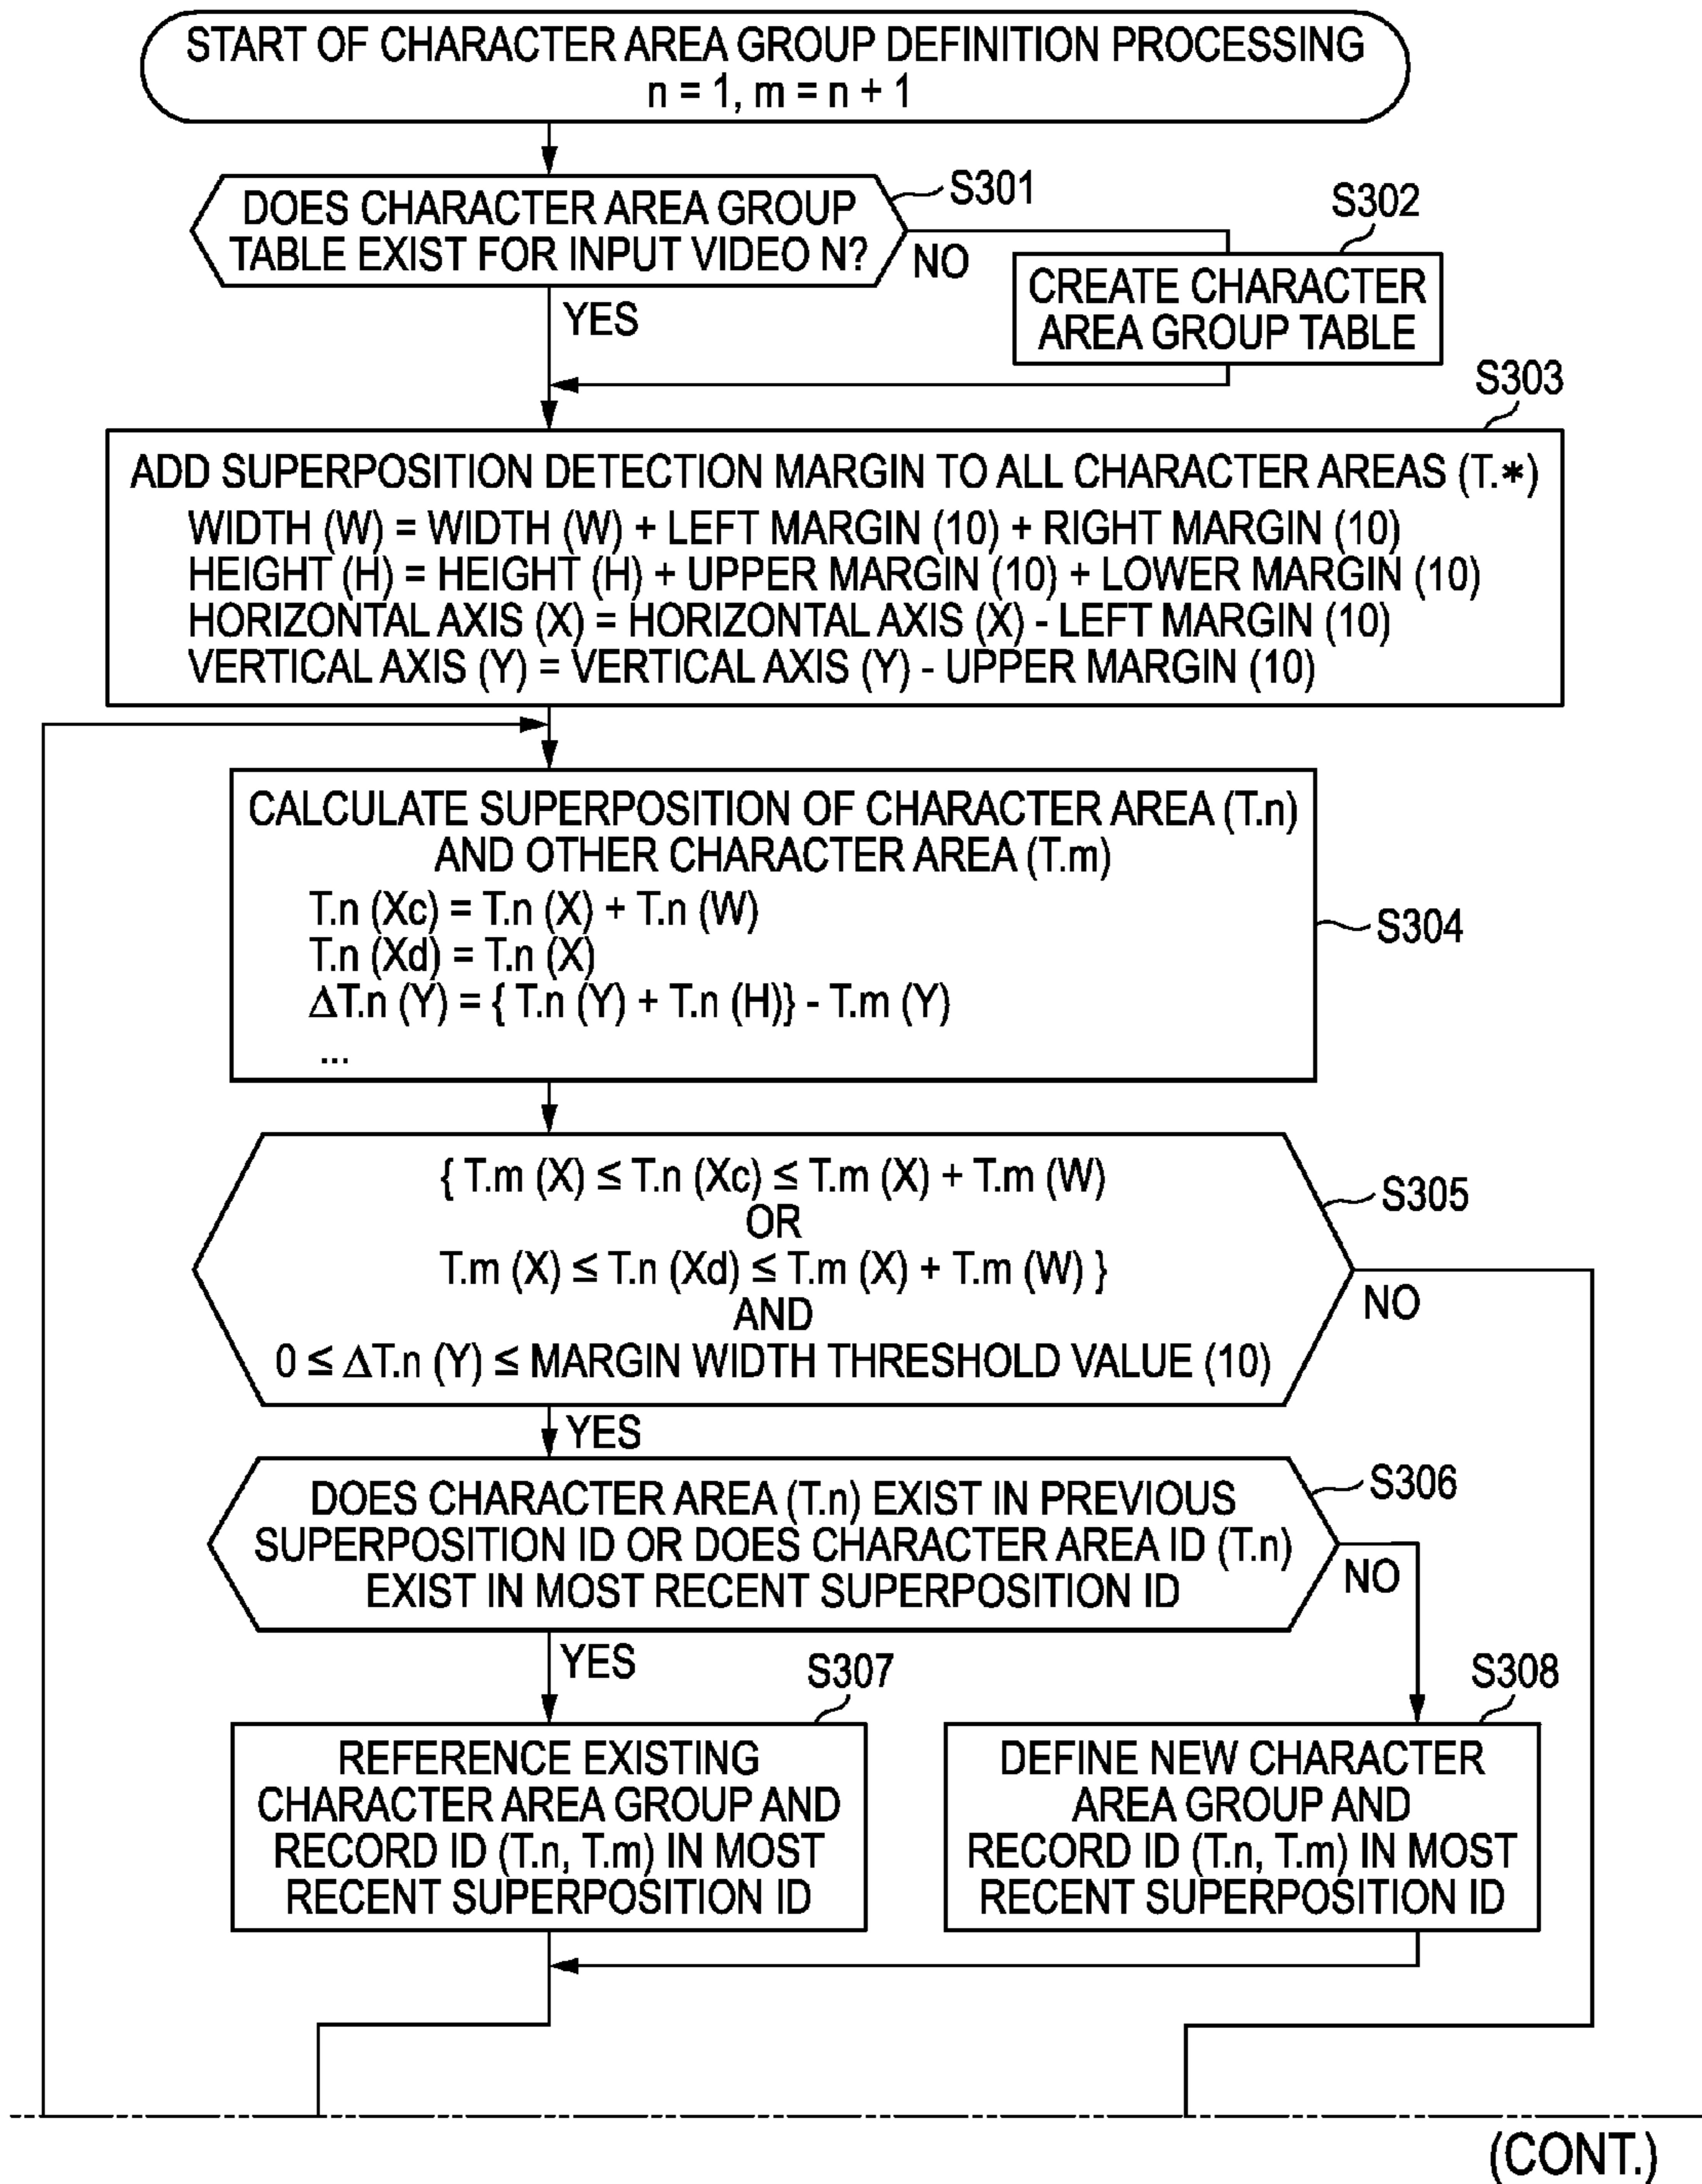 START OF CHARACTER AREA GROUP DEFINITION PROCESSING
n = 1, m = n + 1
S301
DOES CHARACTER AREA GROUP
TABLE EXIST FOR INPUT VIDEO N?
NO
YES
S302
CREATE CHARACTER
AREA GROUP TABLE
S303
ADD SUPERPOSITION DETECTION MARGIN TO ALL CHARACTER AREAS (T.*)
WIDTH (W) = WIDTH (W) + LEFT MARGIN (10) + RIGHT MARGIN (10)
HEIGHT (H) = HEIGHT (H) + UPPER MARGIN (10) + LOWER MARGIN (10)
HORIZONTAL AXIS (X) = HORIZONTAL AXIS (X) - LEFT MARGIN (10)
VERTICAL AXIS (Y) = VERTICAL AXIS (Y) - UPPER MARGIN (10)
CALCULATE SUPERPOSITION OF CHARACTER AREA (T.n)
AND OTHER CHARACTER AREA (T.m)
T.n (Xc) = T.n (X) + T.n (W)
T.n (Xd) = T.n (X)
ΔT.n (Y) = { T.n (Y) + T.n (H)} - T.m (Y)
...
S304
{ T.m (X) ≤ T.n (Xc) ≤ T.m (X) + T.m (W)
OR
T.m (X) ≤ T.n (Xd) ≤ T.m (X) + T.m (W) }
AND
0 ≤ ΔT.n (Y) ≤ MARGIN WIDTH THRESHOLD VALUE (10)
S305
NO
YES
DOES CHARACTER AREA (T.n) EXIST IN PREVIOUS
SUPERPOSITION ID OR DOES CHARACTER AREA ID (T.n)
EXIST IN MOST RECENT SUPERPOSITION ID
S306
NO
YES
S307
REFERENCE EXISTING
CHARACTER AREA GROUP AND
RECORD ID (T.n, T.m) IN MOST
RECENT SUPERPOSITION ID
S308
DEFINE NEW CHARACTER
AREA GROUP AND
RECORD ID (T.n, T.m) IN MOST
RECENT SUPERPOSITION ID
(CONT.)